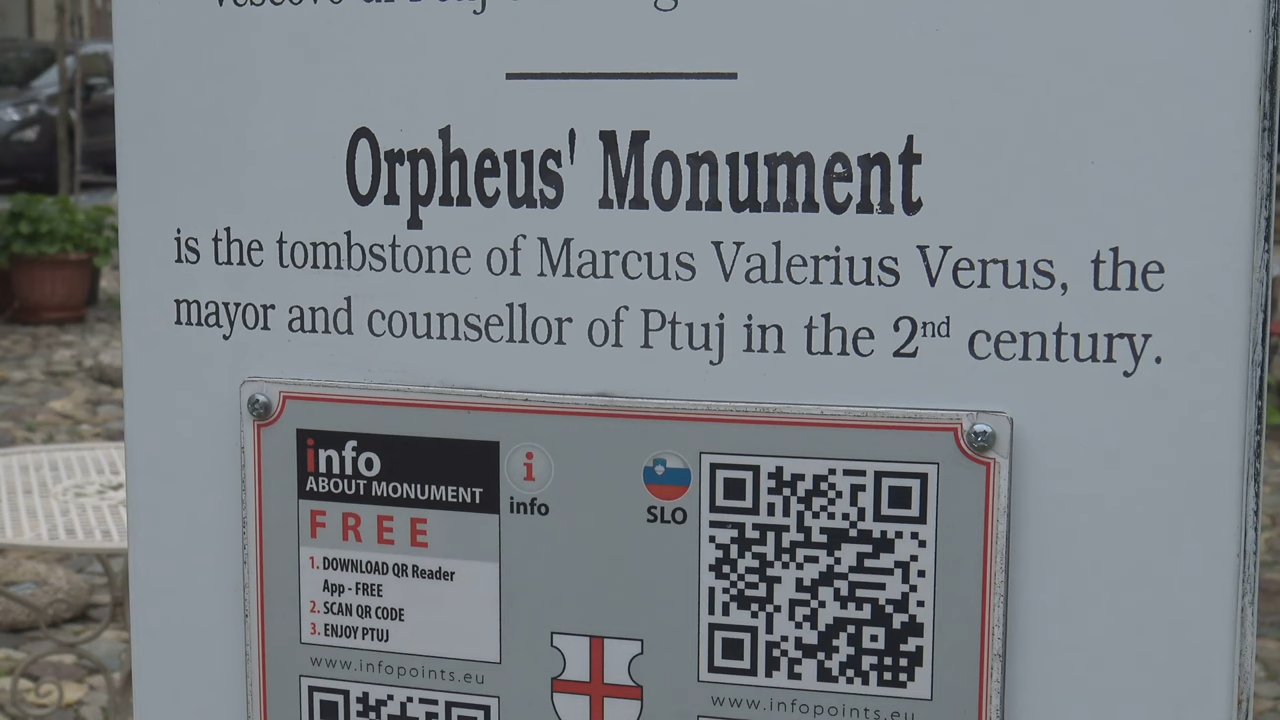 di Ptuj
Orpheus' Monument
is the tombstone of Marcus Valerius Verus, the
mayor and counsellor of Ptuj in the 2nd century.
info
ABOUT MONUMENT
FREE
1. DOWNLOAD QR Reader
App - FREE
2. SCAN QR CODE
3. ENJOY PTUJ
www.infopoints.eu
i
info
SLO
www.infopoints.eu